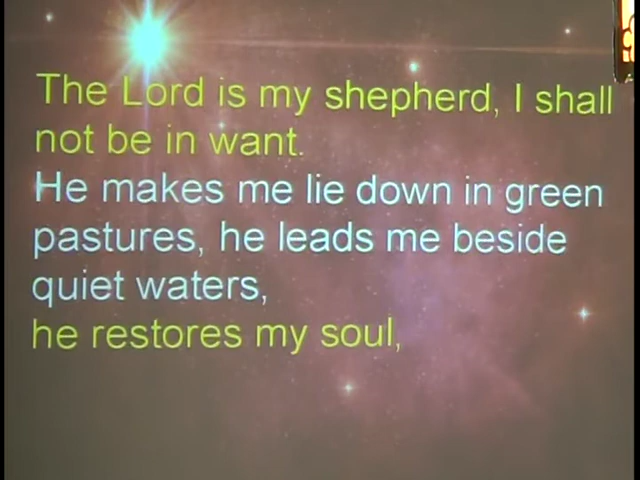 The Lord is my shepherd, I shall
not be in want.
He makes me lie down in green
pastures, he leads me beside
quiet waters,
he restores my soul,